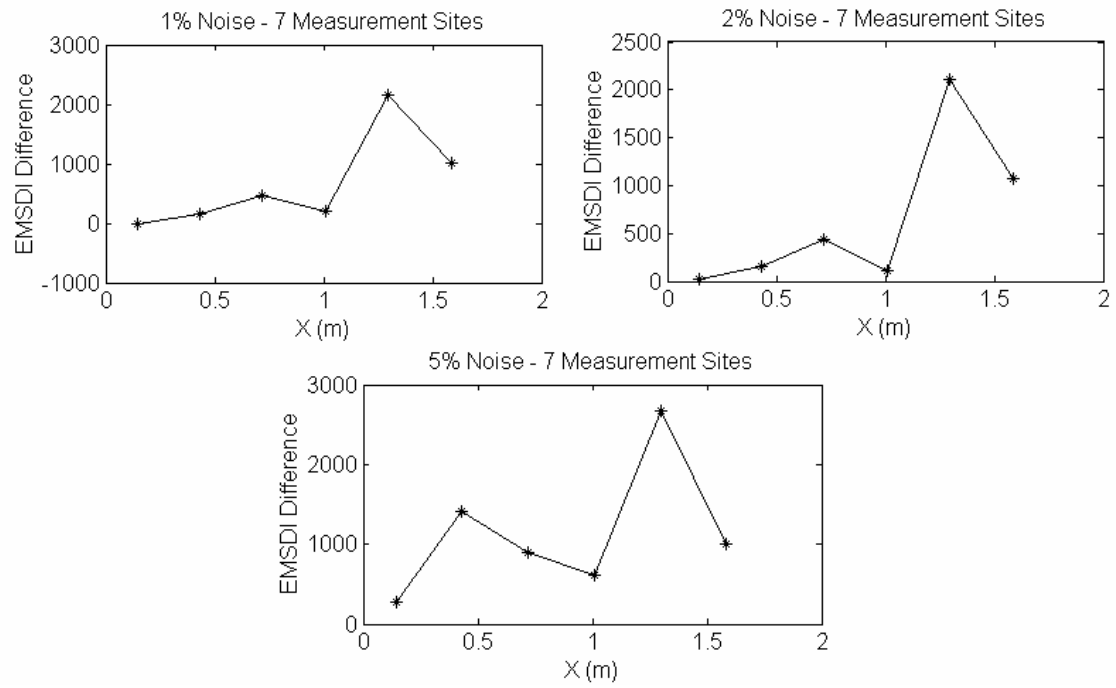 1% Noise - 7 Measurement Sites
3000
2000
1000
0
-1000
EMSDI Difference
0 0.5 1 1.5 2
X (m)
2% Noise - 7 Measurement Sites
2500
2000
1500
1000
500
0
EMSDI Difference
0 0.5 1 1.5 2
X (m)
5% Noise - 7 Measurement Sites
3000
2000
1000
0
EMSDI Difference
0 0.5 1 1.5 2
X (m)